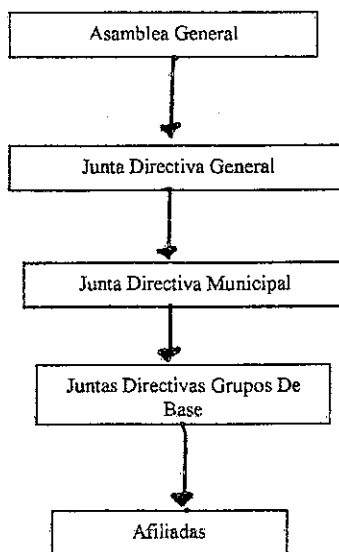 Asamblea General
Junta Directiva General
Junta Directiva Municipal
Juntas Directivas Grupos De
Base
Afiliadas